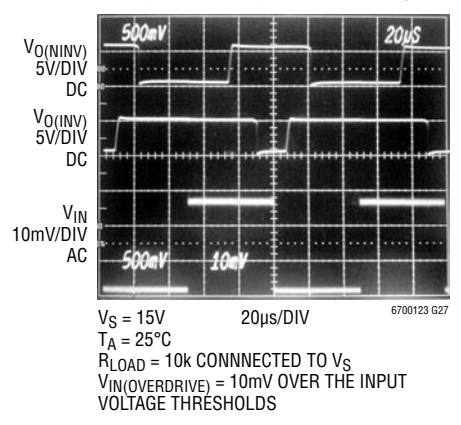 500mV 20µS
V_O(NINV)
5V/DIV
DC
V_O(INV)
5V/DIV
DC
V_IN
10mV/DIV
AC
500mV 10mV
6700123 G27
V_S = 15V 20µs/DIV
T_A = 25°C
R_LOAD = 10k CONNNECTED TO V_S
V_IN(OVERDRIVE) = 10mV OVER THE INPUT
VOLTAGE THRESHOLDS